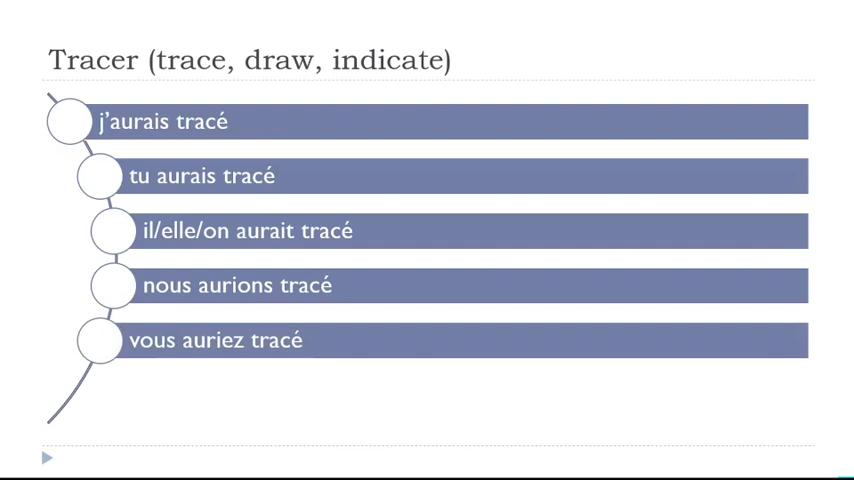 Tracer (trace, draw, indicate)
j’aurais tracé
tu aurais tracé
il/elle/on aurait tracé
nous aurions tracé
vous auriez tracé